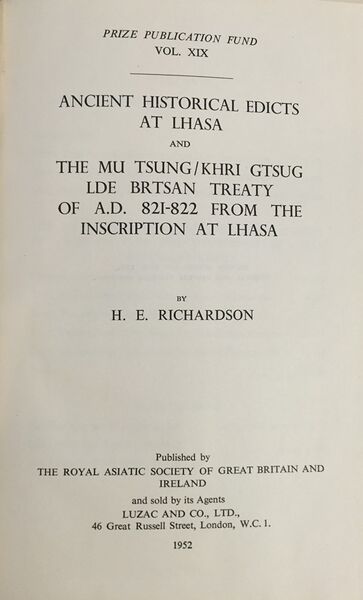 PRIZE PUBLICATION FUND
VOL. XIX
ANCIENT HISTORICAL EDICTS
AT LHASA
AND
THE MU TSUNG/KHRI GTSUG
LDE BRTSAN TREATY
OF A.D. 821-822 FROM THE
INSCRIPTION AT LHASA
BY
H. E. RICHARDSON
Published by
THE ROYAL ASIATIC SOCIETY OF GREAT BRITAIN AND
IRELAND
and sold by its Agents
LUZAC AND CO., LTD.,
46 Great Russell Street, London, W.C. 1.
1952